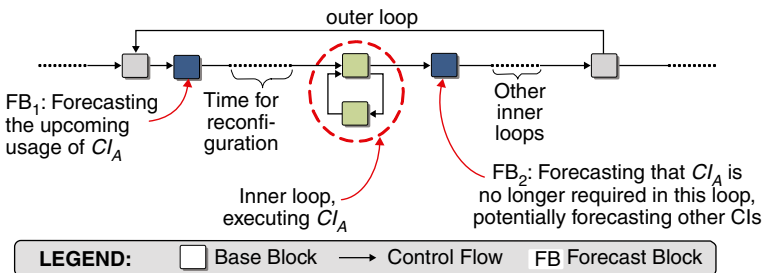 outer loop
FB1: Forecasting
the upcoming
usage of CIA
Time for
reconfi-
guration
Other
inner
loops
Inner loop,
executing CIA
FB2: Forecasting that CIA is
no longer required in this loop,
potentially forecasting other CIs
LEGEND: Base Block Control Flow FB Forecast Block